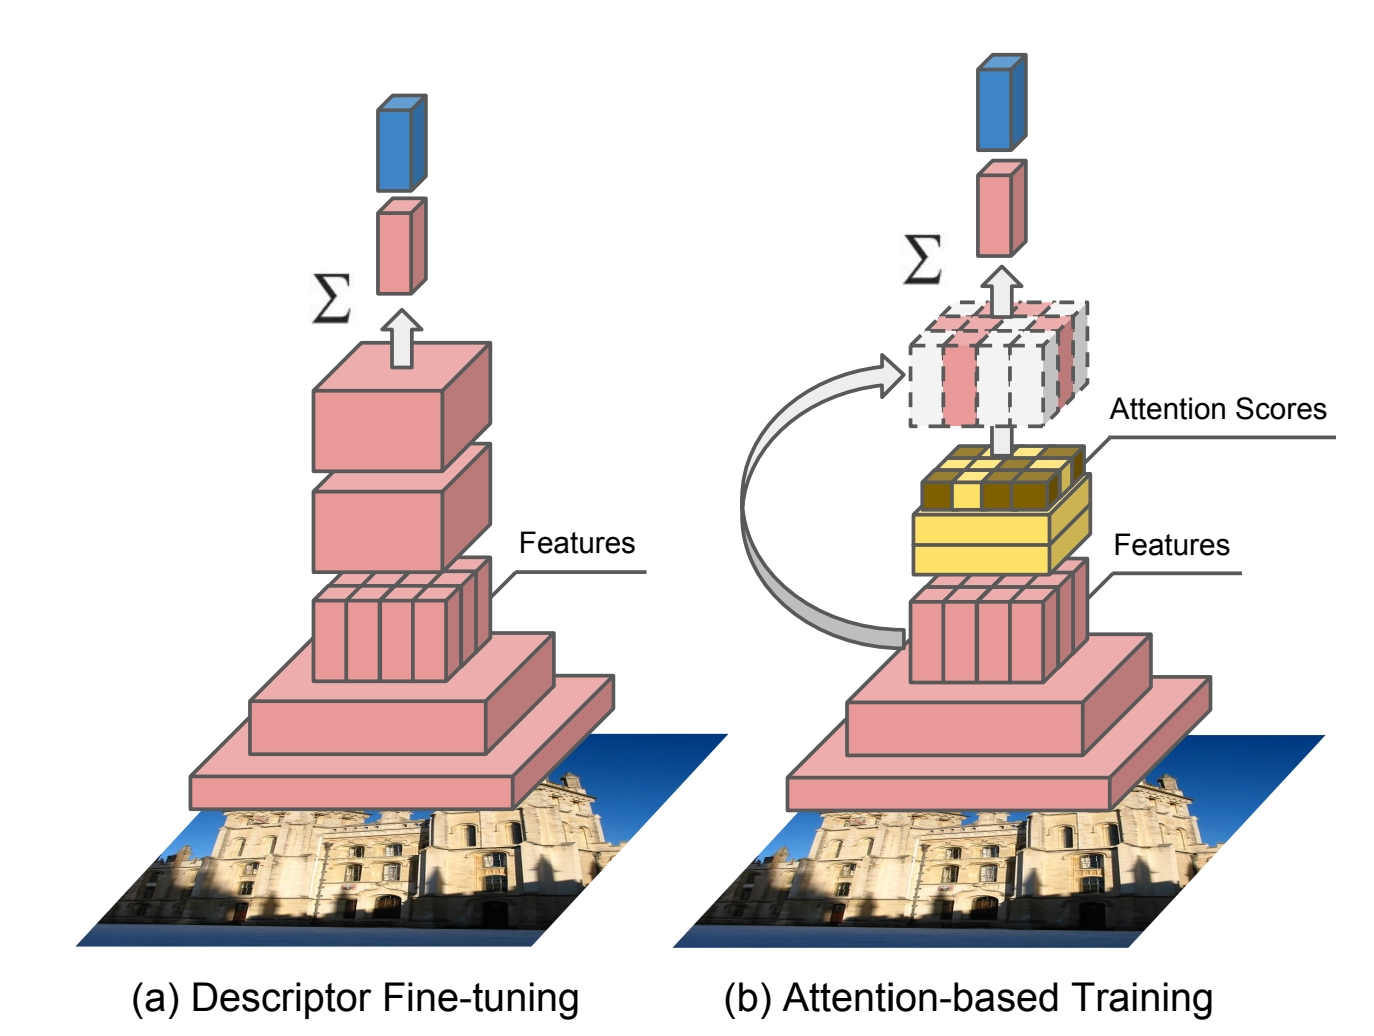 Σ
Features
(a) Descriptor Fine-tuning
Σ
Attention Scores
Features
(b) Attention-based Training